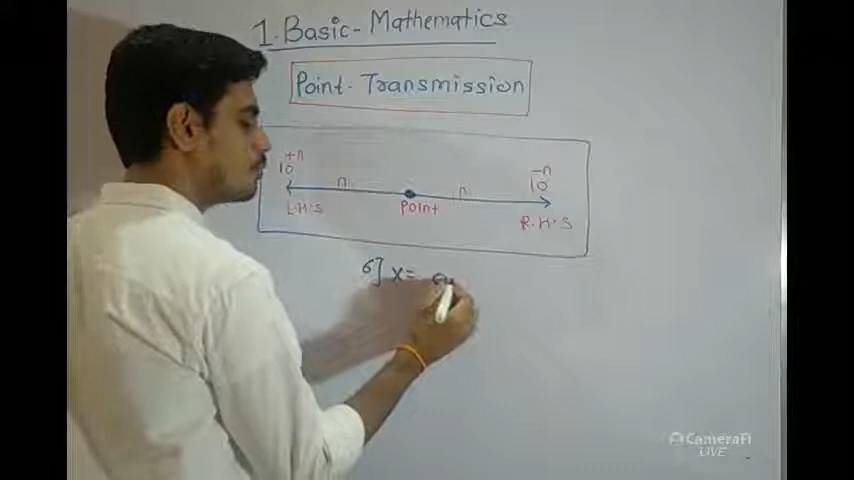 1. Basic - Mathematics
Point - Transmission
10⁺ⁿ
n
n
10⁻ⁿ
L.H.S
Point
R.H.S
6] x=
CameraFi
LIVE